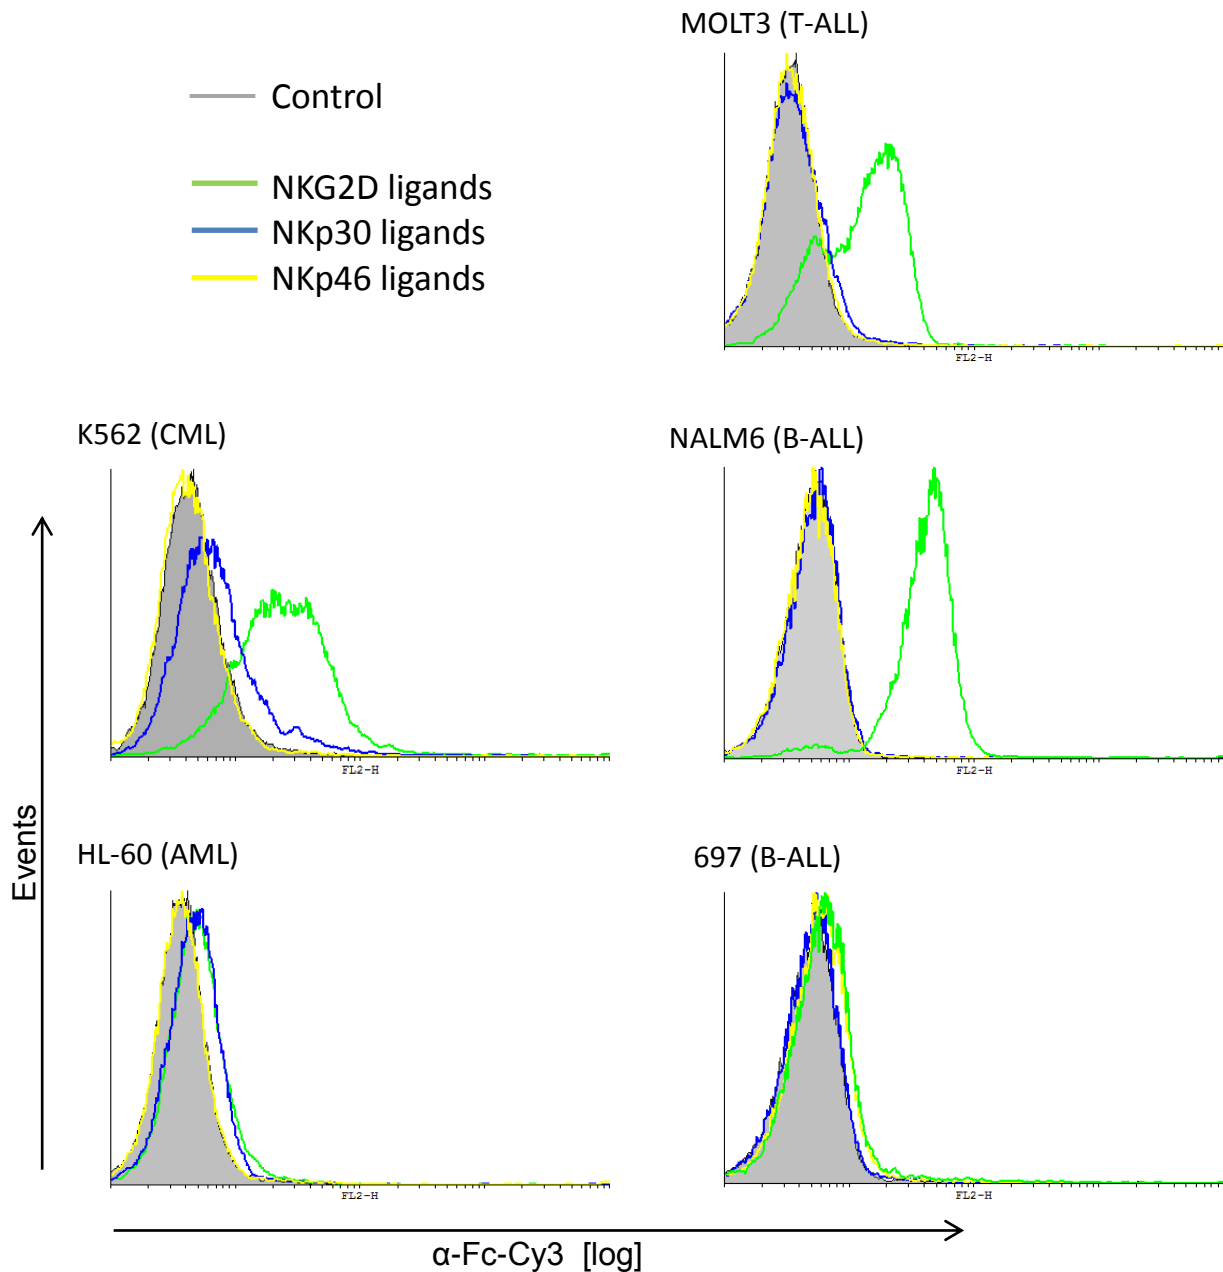 MOLT3 (T-ALL)
Control
NKG2D ligands
NKp30 ligands
NKp46 ligands
FL2-H
K562 (CML)
NALM6 (B-ALL)
FL2-H
FL2-H
HL-60 (AML)
697 (B-ALL)
Events
FL2-H
FL2-H
α-Fc-Cy3 [log]